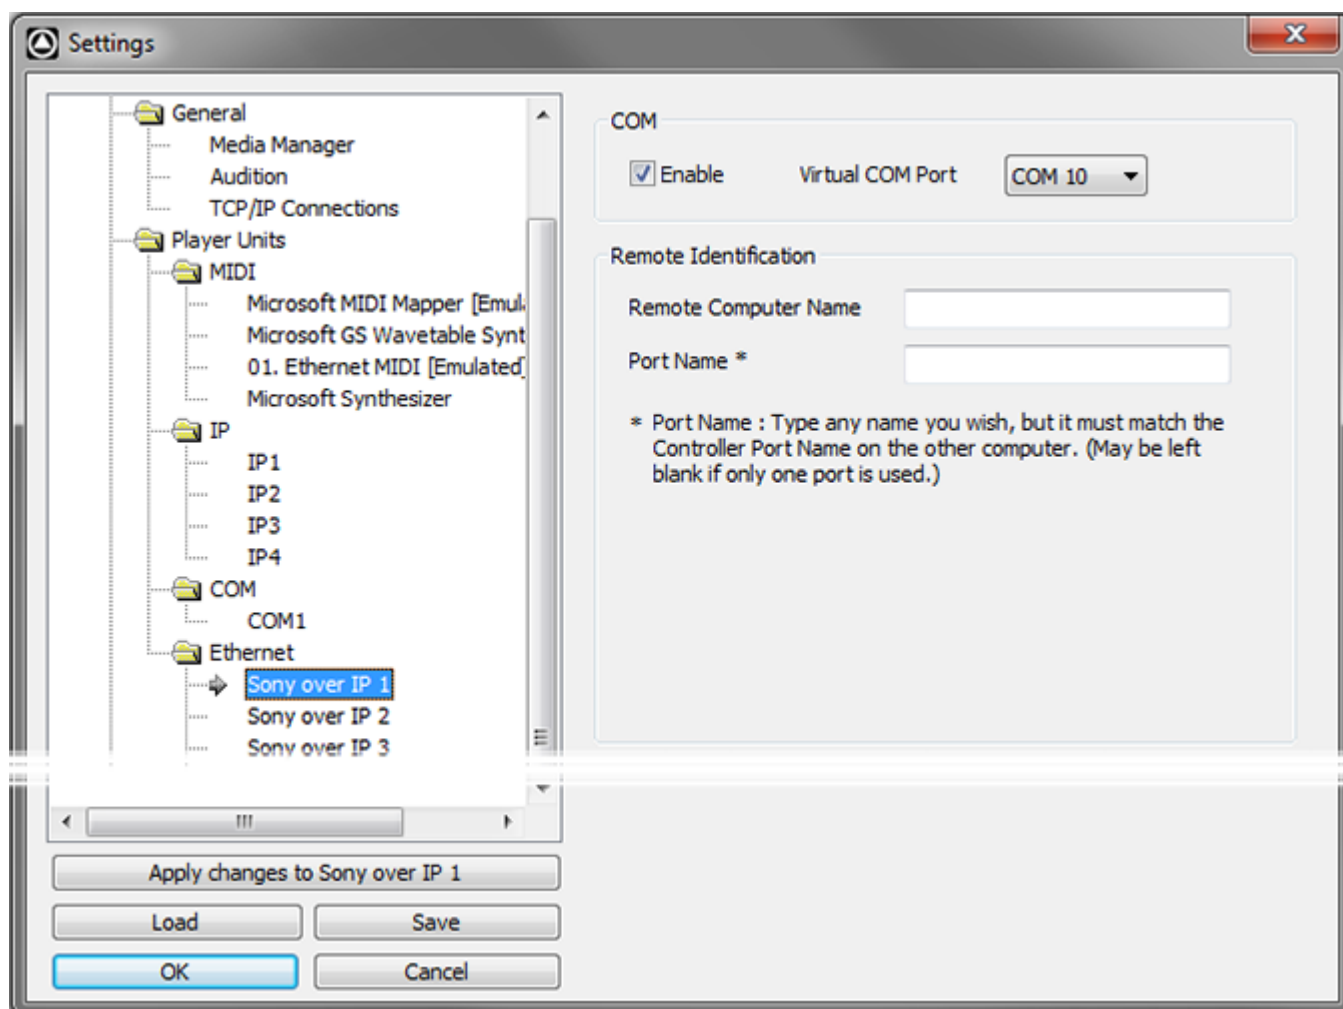 Settings
General
Media Manager
Audition
TCP/IP Connections
Player Units
MIDI
Microsoft MIDI Mapper [Emul
Microsoft GS Wavetable Synt
01. Ethernet MIDI [Emulated]
Microsoft Synthesizer
IP
IP1
IP2
IP3
IP4
COM
COM1
Ethernet
Sony over IP 1
Sony over IP 2
Sony over IP 3
Apply changes to Sony over IP 1
Load
Save
OK
Cancel
COM
Enable
Virtual COM Port
COM 10
Remote Identification
Remote Computer Name
Port Name *
* Port Name : Type any name you wish, but it must match the
Controller Port Name on the other computer. (May be left
blank if only one port is used.)